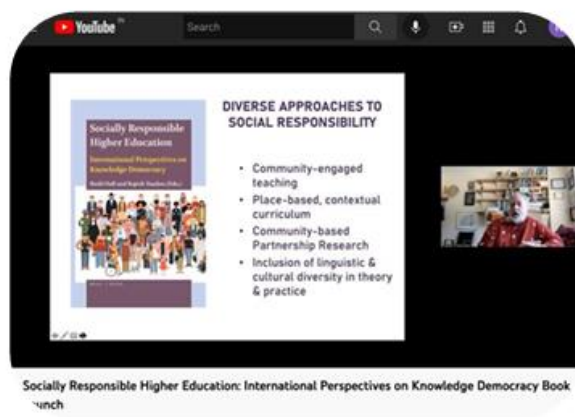 YouTube
Search
DIVERSE APPROACHES TO
SOCIAL RESPONSIBILITY
Socially Responsible
Higher Education
International Perspectives on
Knowledge Democracy
• Community-engaged
teaching
• Place-based, contextual
curriculum
• Community-based
Partnership Research
• Inclusion of linguistic &
cultural diversity in theory
& practice
Socially Responsible Higher Education: International Perspectives on Knowledge Democracy Book